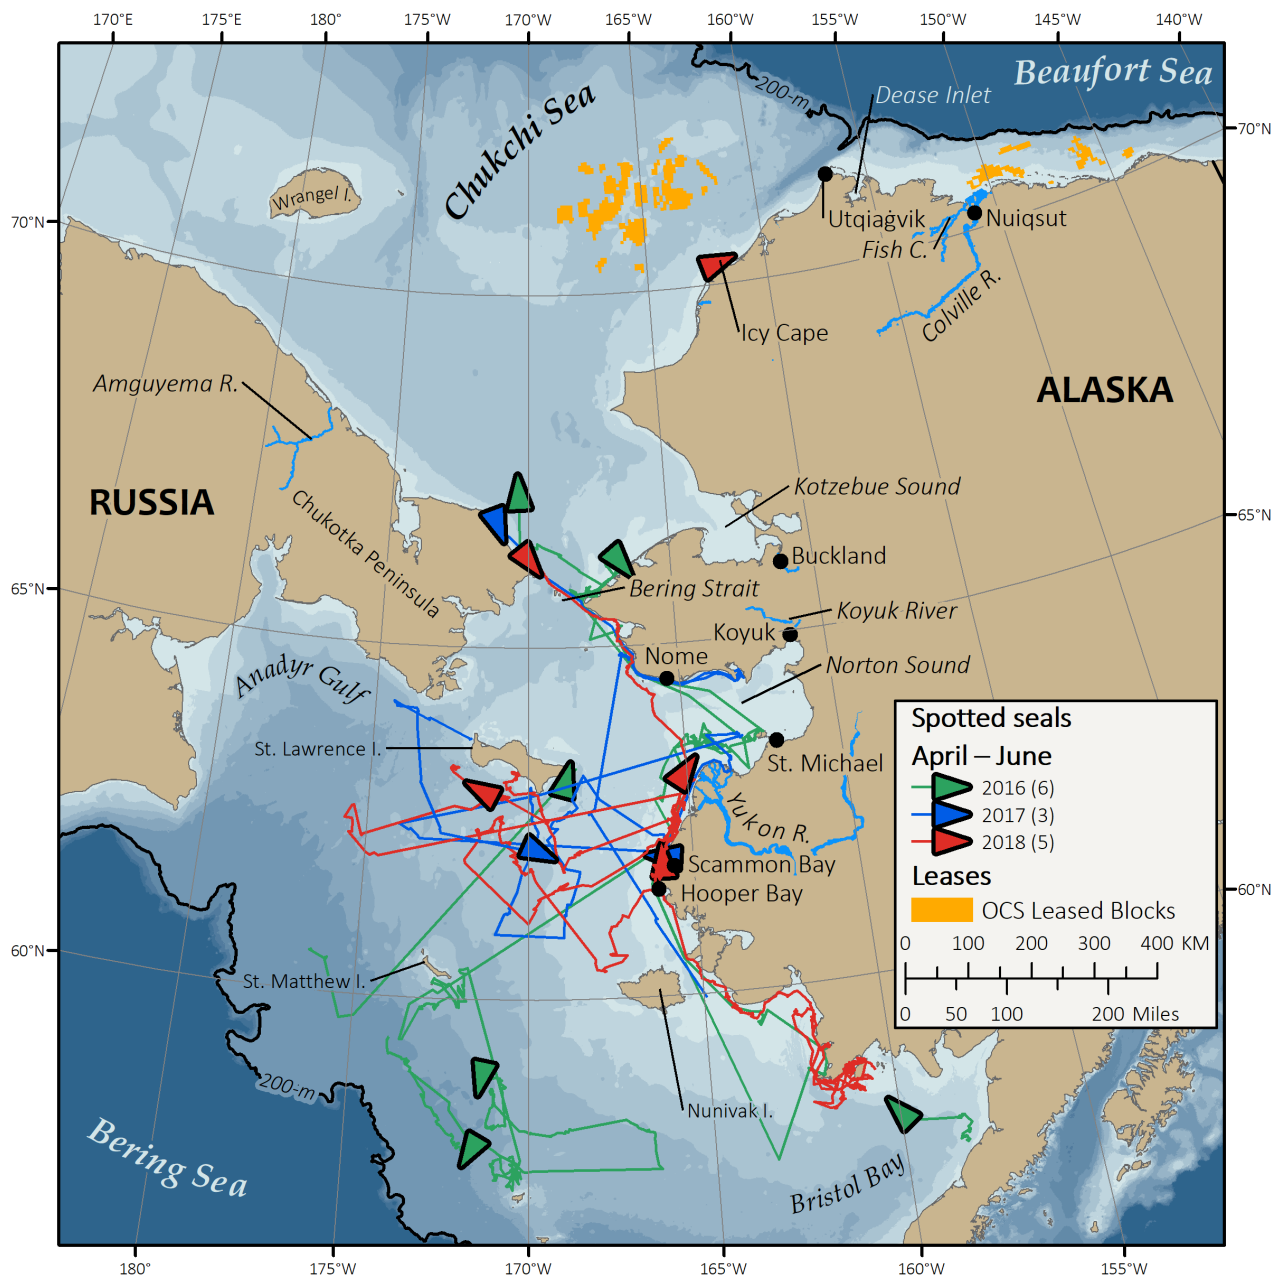 170°E 175°E 180° 175°W 170°W 165°W 160°W 155°W 150°W 145°W 140°W
Beaufort Sea
200-m
Dease Inlet
Chukchi Sea
70°N
Wrangel I.
Utqiaġvik
Nuiqsut
70°N
Fish C.
Icy Cape
Colville R.
Amguyema R.
ALASKA
RUSSIA
Kotzebue Sound
65°N
Chukotka Peninsula
Buckland
65°N
Bering Strait
Koyuk River
Koyuk
Nome
Norton Sound
Anadyr Gulf
St. Lawrence I.
St. Michael
Yukon R.
Scammon Bay
Hooper Bay
60°N
60°N
St. Matthew I.
200-m
Nunivak I.
Bering Sea
Bristol Bay
Spotted seals
April – June
2016 (6)
2017 (3)
2018 (5)
Leases
OCS Leased Blocks
0 100 200 300 400 KM
0 50 100 200 Miles
180° 175°W 170°W 165°W 160°W 155°W